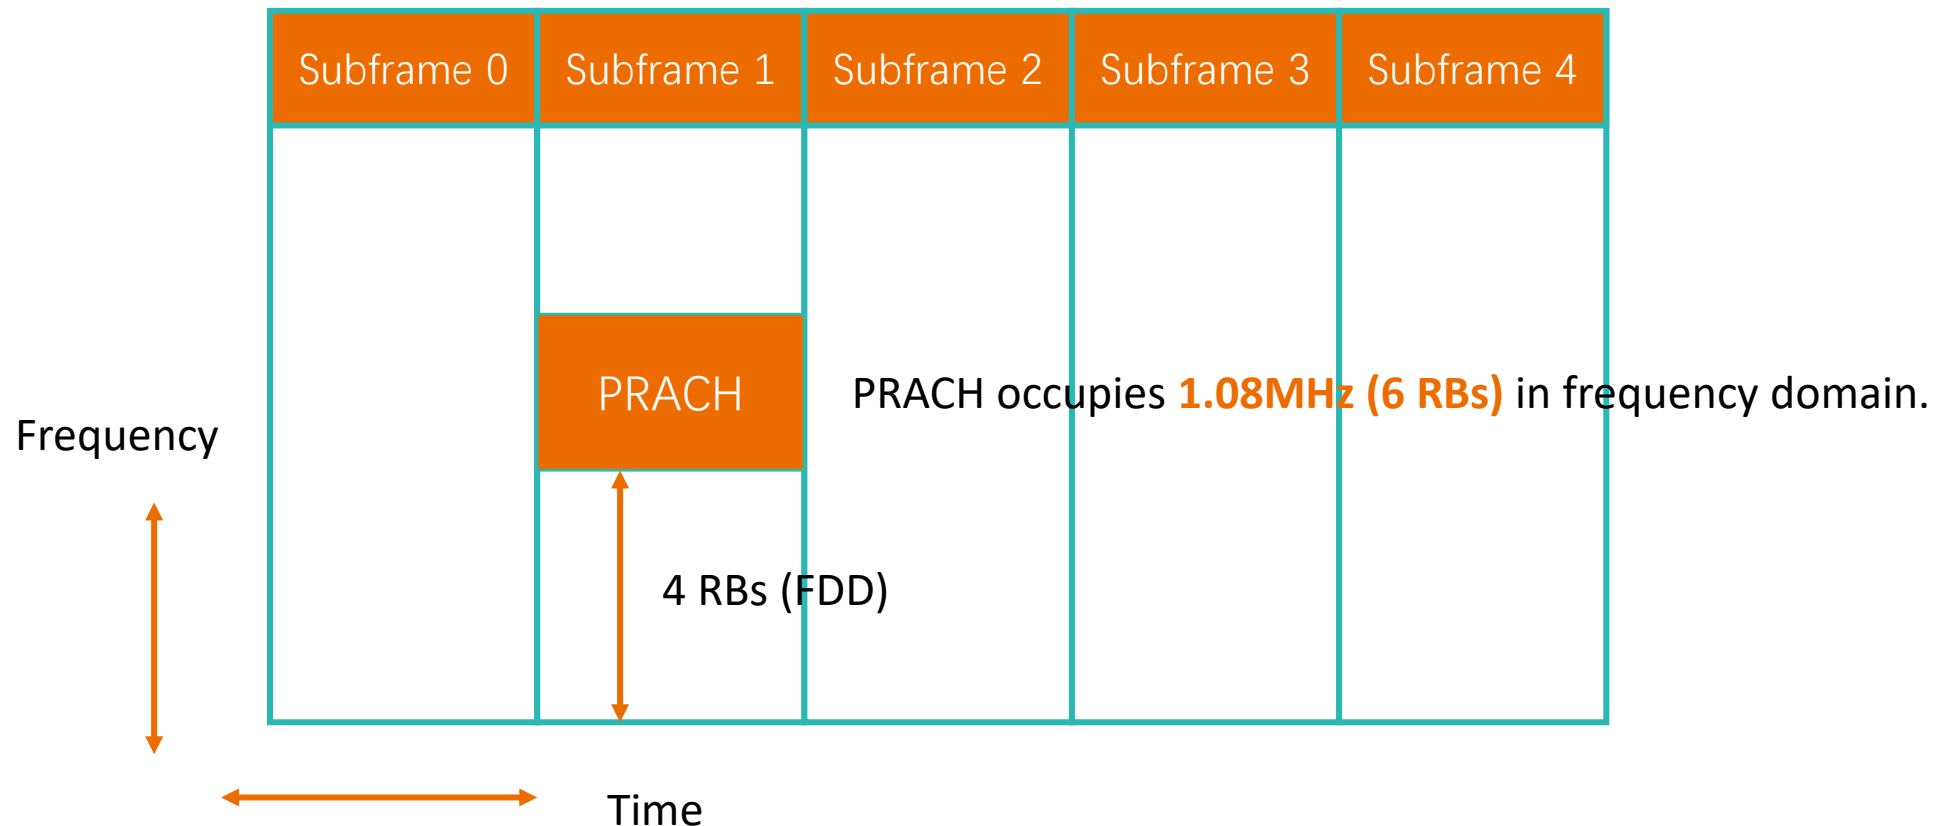 Subframe 0
Subframe 1
Subframe 2
Subframe 3
Subframe 4
PRACH
PRACH occupies 1.08MHz (6 RBs) in frequency domain.
Frequency
4 RBs (FDD)
Time